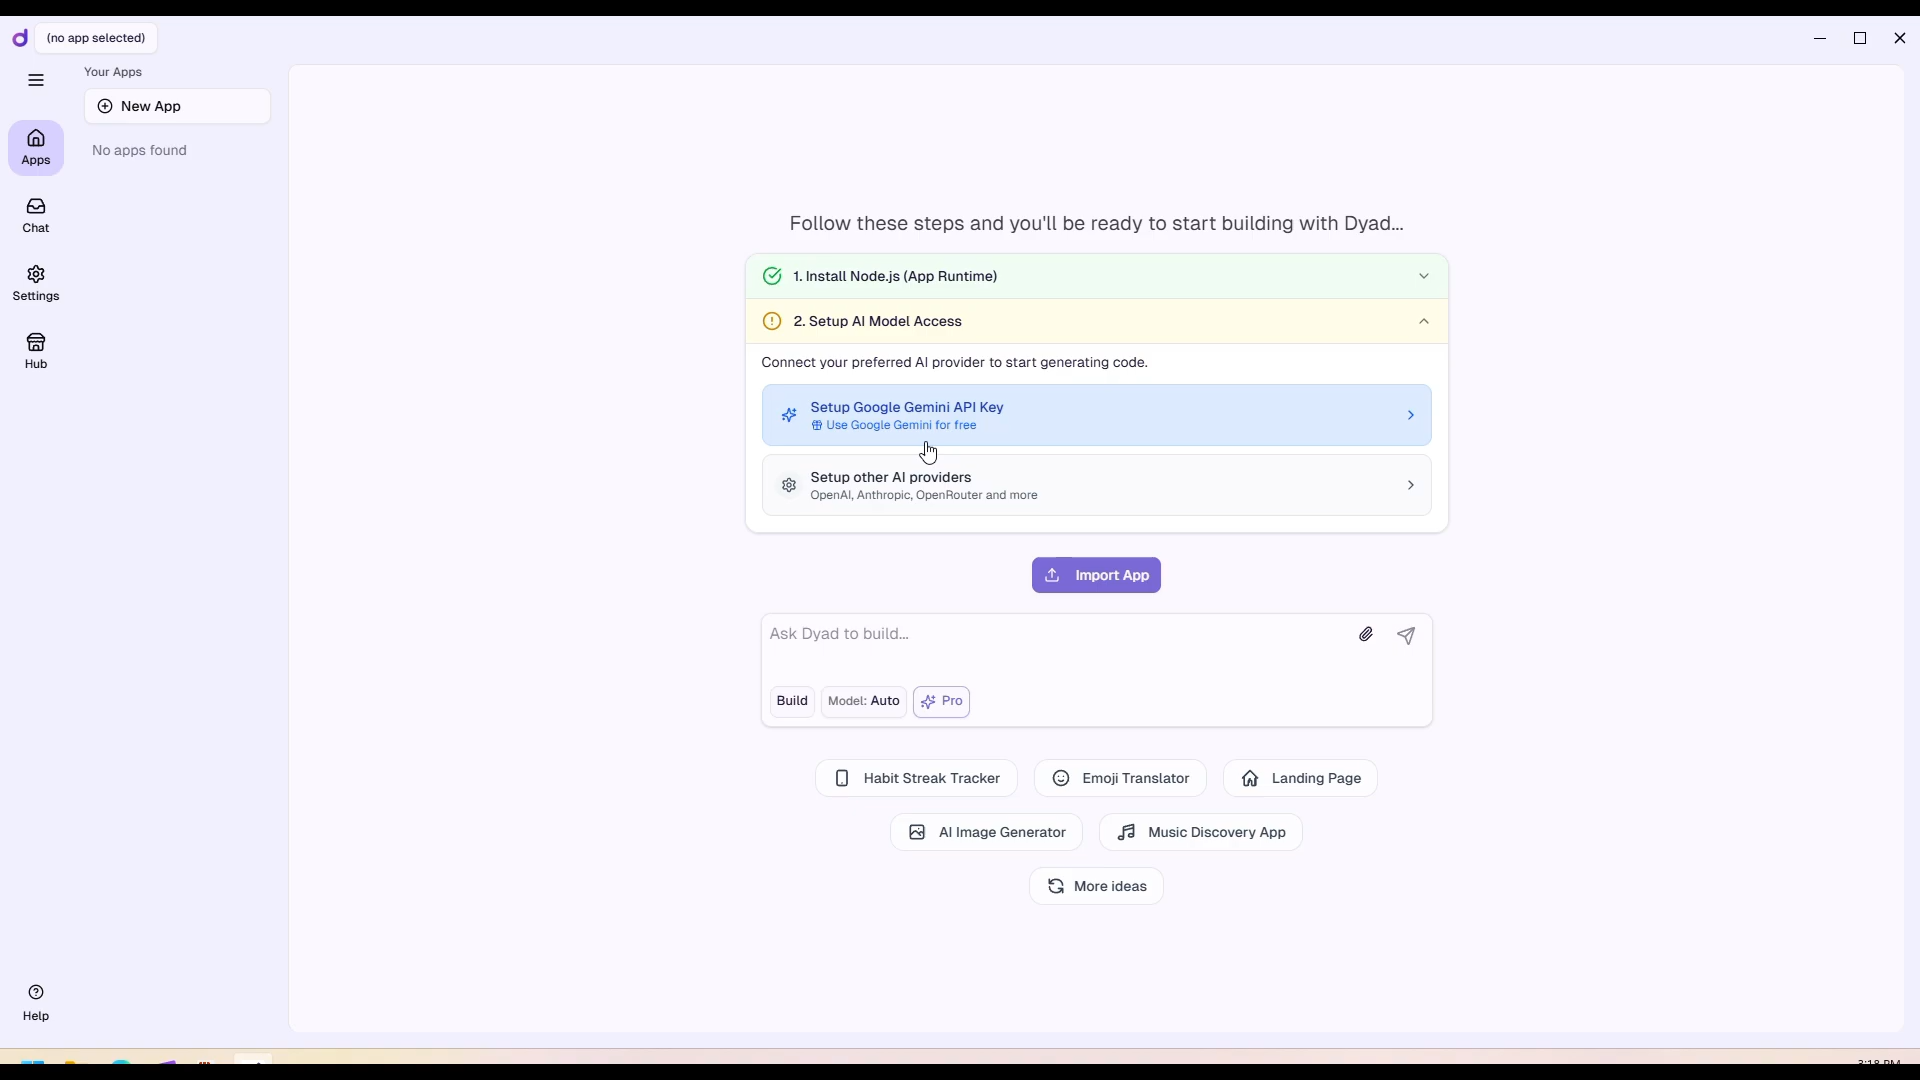 (no app selected)
Your Apps
New App
No apps found
Apps
Chat
Settings
Hub
Help
Follow these steps and you'll be ready to start building with Dyad...
1. Install Node.js (App Runtime)
2. Setup AI Model Access
Connect your preferred AI provider to start generating code.
Setup Google Gemini API Key
Use Google Gemini for free
Setup other AI providers
OpenAI, Anthropic, OpenRouter and more
Import App
Ask Dyad to build...
Build Model: Auto Pro
Habit Streak Tracker Emoji Translator Landing Page
AI Image Generator Music Discovery App
More ideas